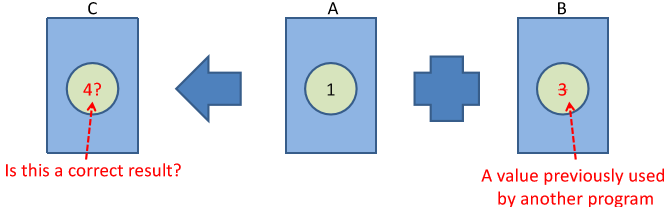 C
A
B
4?
1
3
Is this a correct result?
A value previously used
by another program